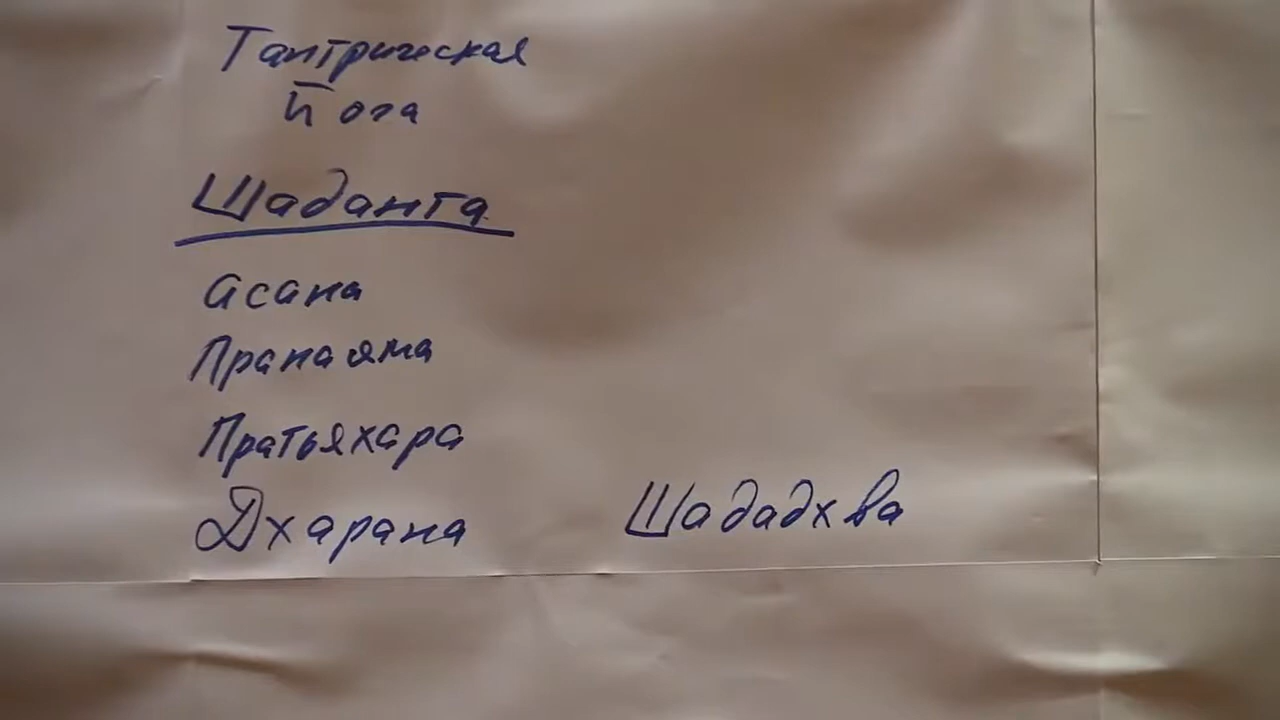 Тантрическая
Йога
Шаданга
Асана
Пранаяма
Пратьяхара
Дхарана Шададхва